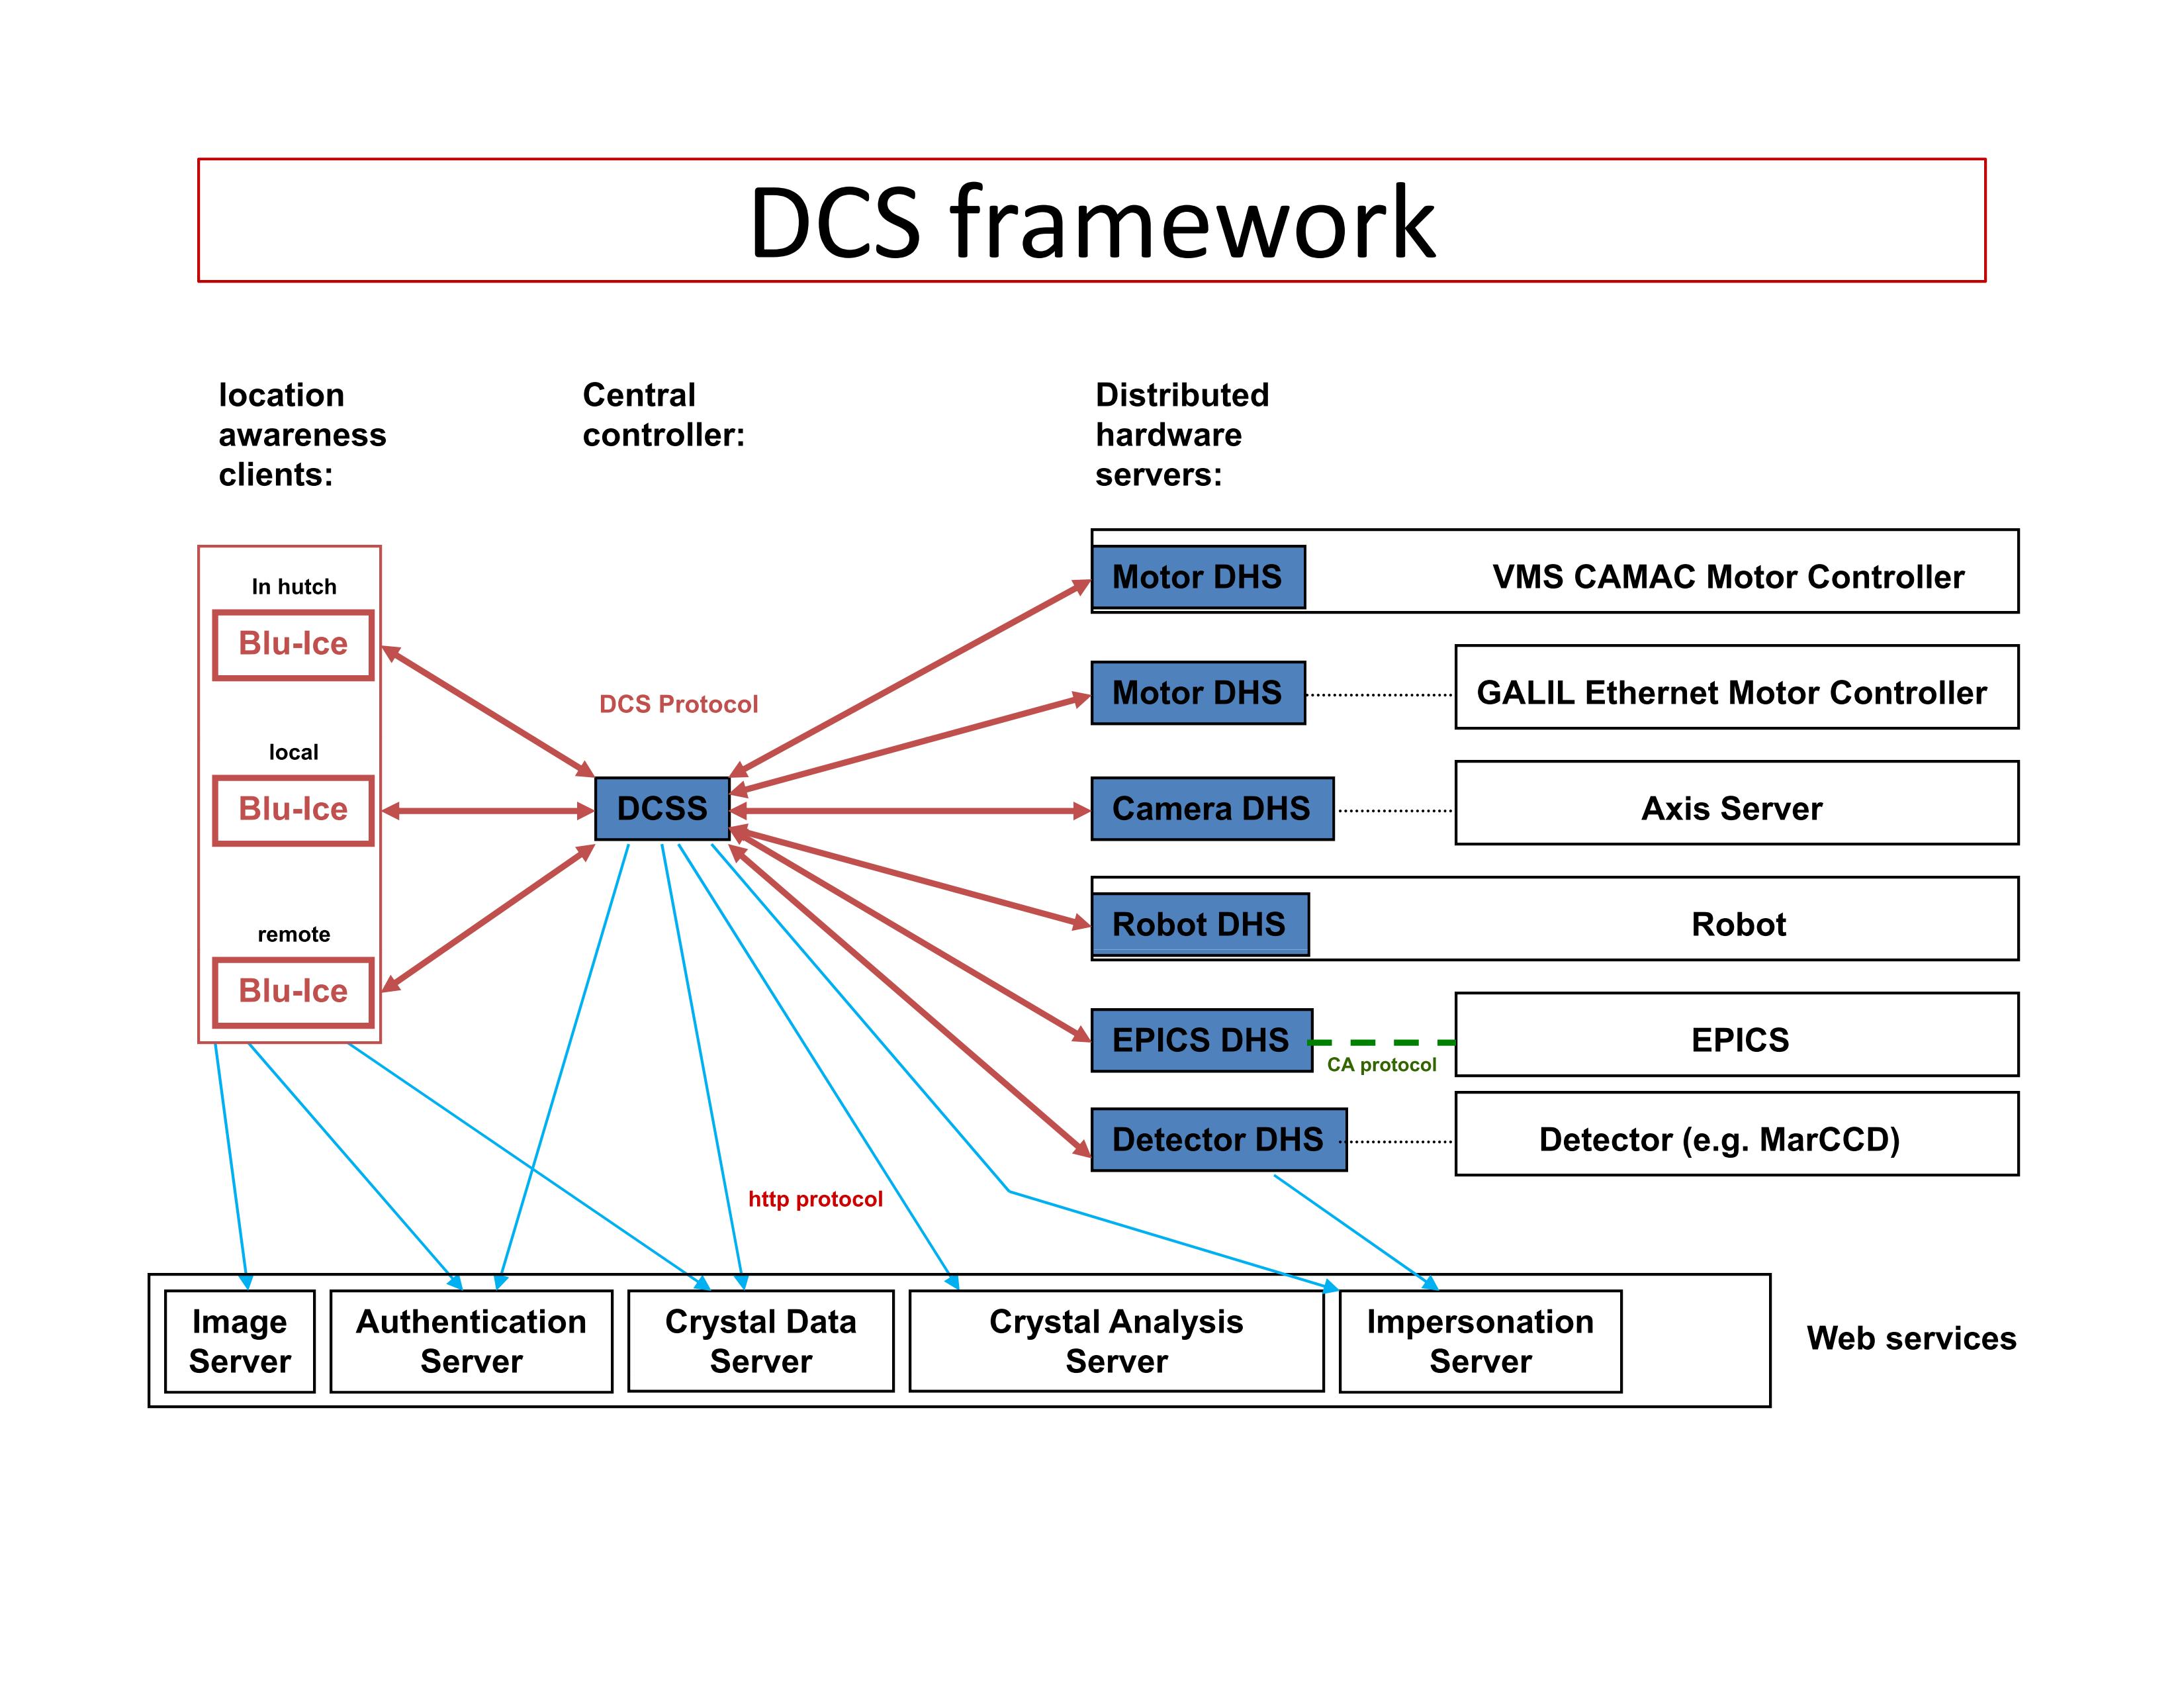 DCS framework
location
awareness
clients:
Central
controller:
Distributed
hardware
servers:
In hutch
Blu-Ice
local
Blu-Ice
remote
Blu-Ice
DCS Protocol
DCSS
Motor DHS
VMS CAMAC Motor Controller
Motor DHS
GALIL Ethernet Motor Controller
Camera DHS
Axis Server
Robot DHS
Robot
EPICS DHS
CA protocol
EPICS
Detector DHS
Detector (e.g. MarCCD)
http protocol
Image
Server
Authentication
Server
Crystal Data
Server
Crystal Analysis
Server
Impersonation
Server
Web services